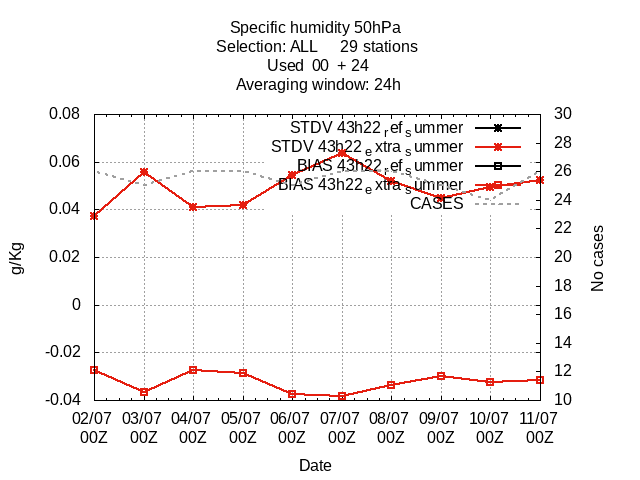 Specific humidity 50hPa
Selection: ALL     29 stations
Used  00  + 24
Averaging window: 24h
0.08
0.06
0.04
0.02
0
-0.02
-0.04
g/Kg
30
28
26
24
22
20
18
16
14
12
10
No cases
STDV 43h22_ref_summer
STDV 43h22_extra_summer
BIAS 43h22_ref_summer
BIAS 43h22_extra_summer
CASES
02/07 03/07 04/07 05/07 06/07 07/07 08/07 09/07 10/07 11/07
00Z 00Z 00Z 00Z 00Z 00Z 00Z 00Z 00Z 00Z
Date